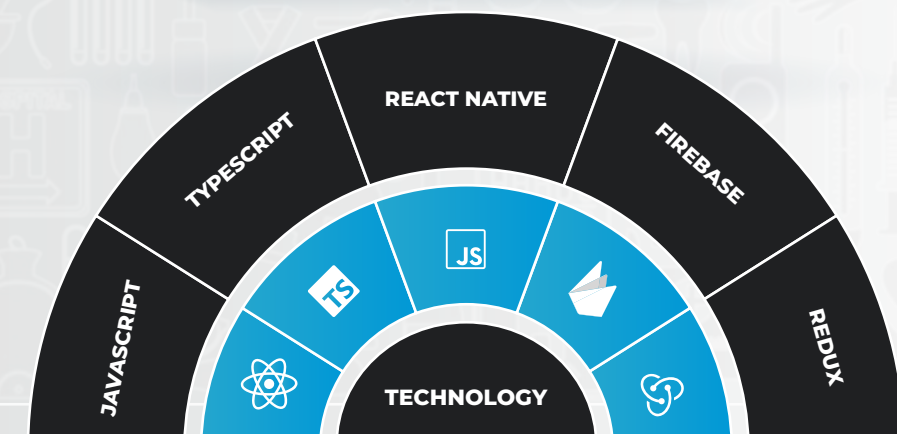 REACT NATIVE
TYPESCRIPT
FIREBASE
JAVASCRIPT
REDUX
JS
TS
TECHNOLOGY